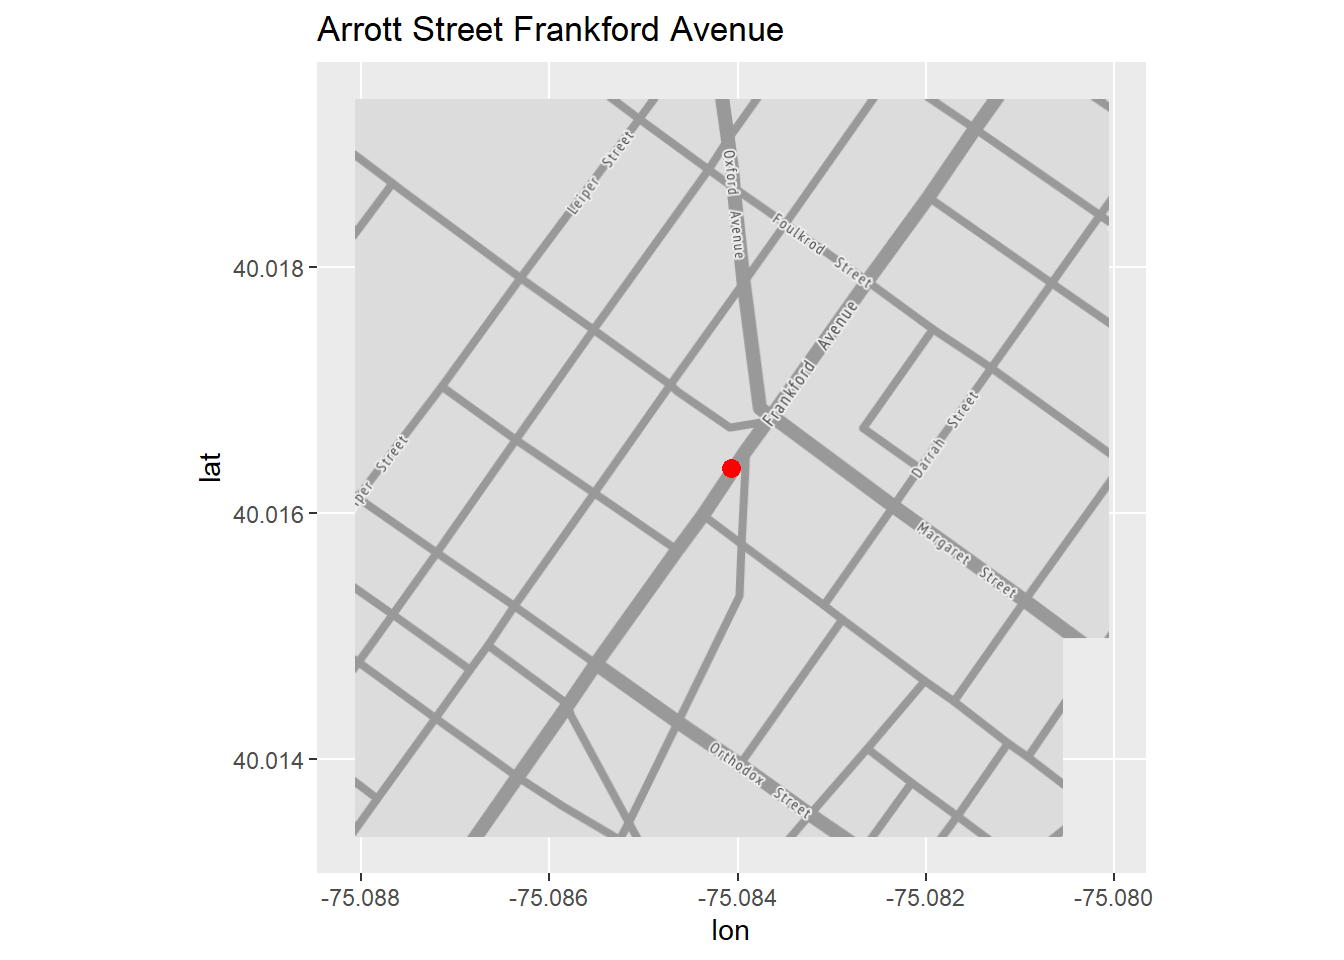 Arrott Street Frankford Avenue
Leiper Street
Oxford Avenue
Foulkrod Street
40.018
Frankford Avenue
Darrah Street
lat
per Street
40.016
Margaret Street
40.014
Orthodox Street
-75.088
-75.086
-75.084
-75.082
-75.080
lon